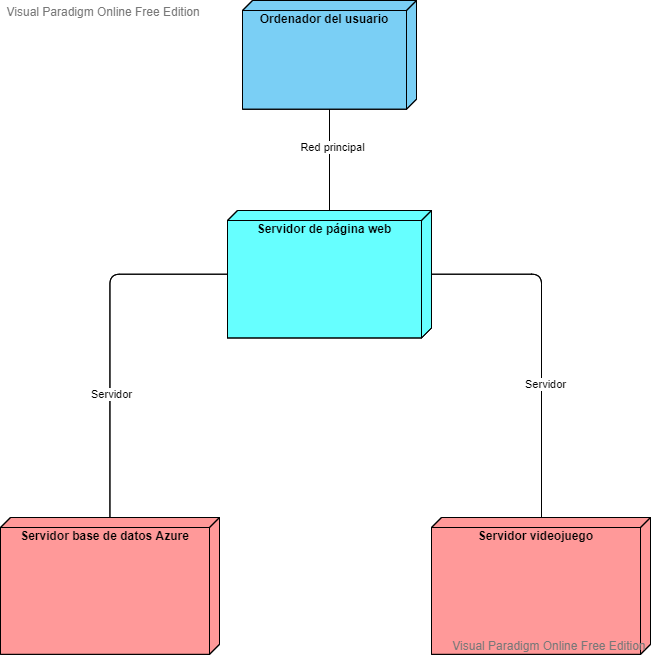 Visual Paradigm Online Free Edition
Ordenador del usuario
Red principal
Servidor de página web
Servidor
Servidor
Servidor base de datos Azure
Servidor videojuego
Visual Paradigm Online Free Edition